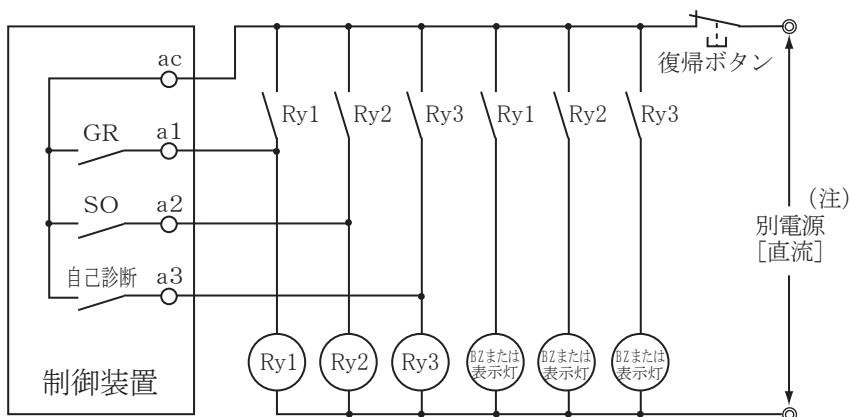 ac
復帰ボタン
Ry1
Ry2
Ry3
Ry1
Ry2
Ry3
GR
a1
SO
a2
自己診断
a3
（注）
別電源
［直流］
Ry1
Ry2
Ry3
BZまたは
表示灯
BZまたは
表示灯
BZまたは
表示灯
制御装置